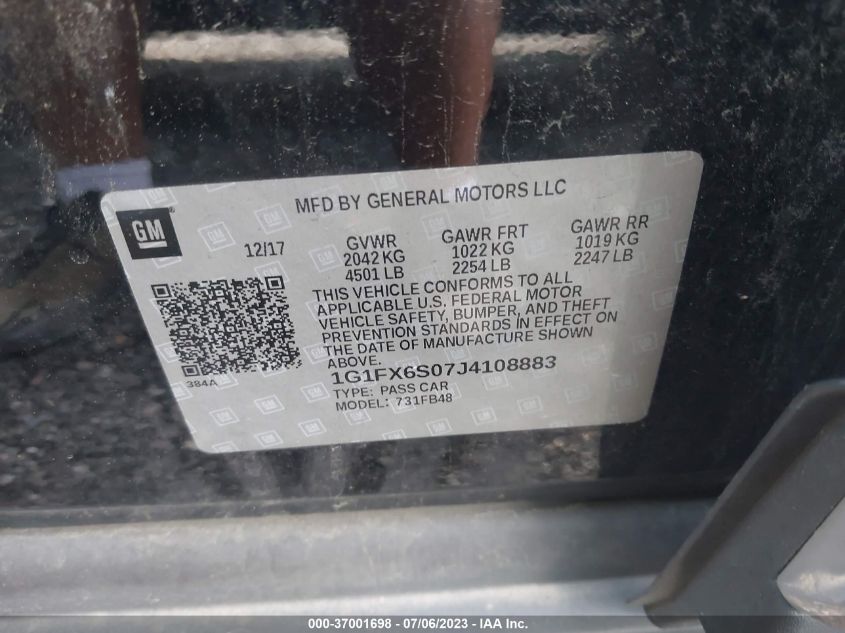 MFD BY GENERAL MOTORS LLC
GM
12/17
GVWR
2042 KG
4501 LB
GAWR FRT
1022 KG
2254 LB
GAWR RR
1019 KG
2247 LB
THIS VEHICLE CONFORMS TO ALL
APPLICABLE U.S. FEDERAL MOTOR
VEHICLE SAFETY, BUMPER, AND THEFT
PREVENTION STANDARDS IN EFFECT ON
THE DATE OF MANUFACTURE SHOWN
ABOVE.
384A
1G1FX6S07J4108883
TYPE: PASS CAR
MODEL: 731FB48
000-37001698 - 07/06/2023 - © IAA Inc.